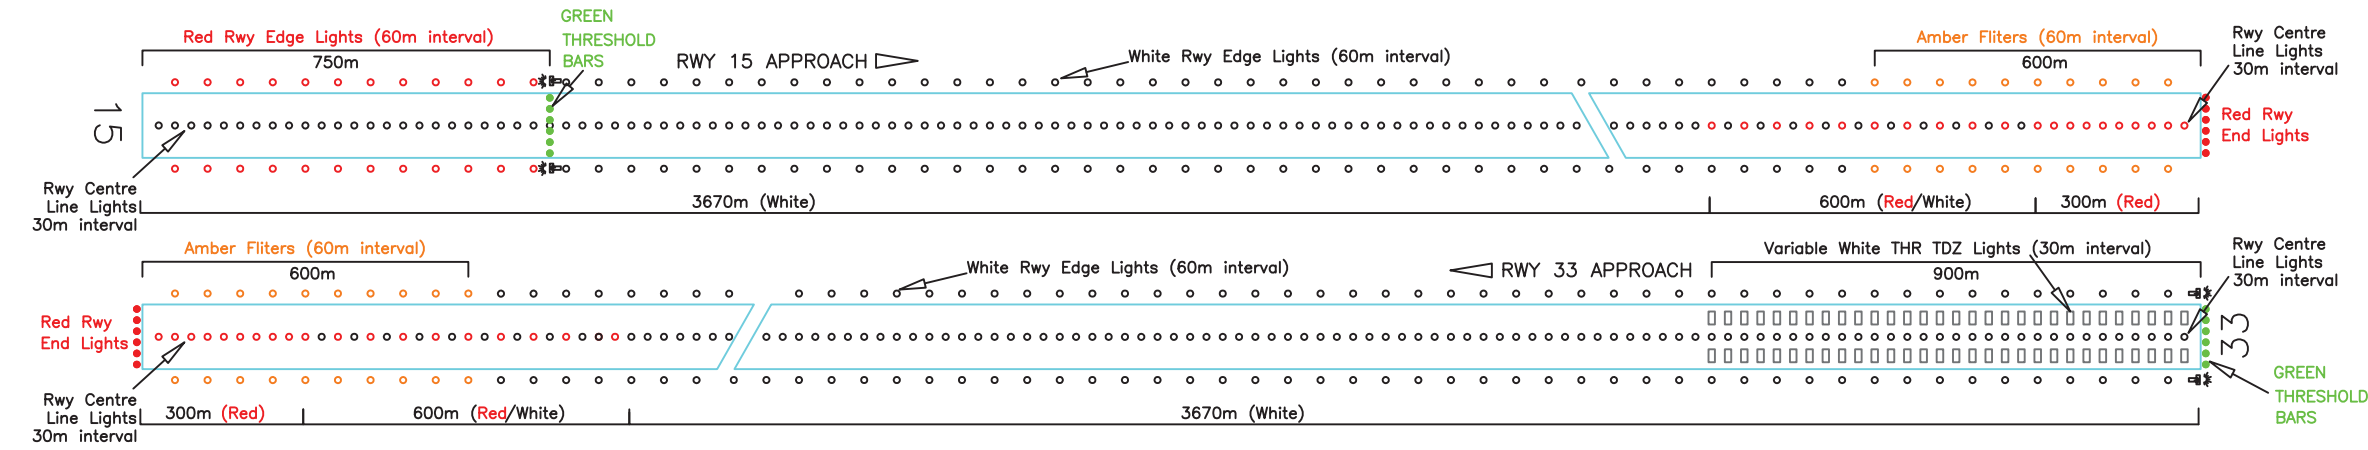 GREEN
THRESHOLD
BARS
Red Rwy Edge Lights (60m interval)
750m
RWY 15 APPROACH
White Rwy Edge Lights (60m interval)
Amber Fliters (60m interval)
600m
Rwy Centre
Line Lights
30m interval
15
Red Rwy
End Lights
Rwy Centre
Line Lights
30m interval
3670m (White)
600m (Red/White)
300m (Red)
Amber Fliters (60m interval)
600m
White Rwy Edge Lights (60m interval)
RWY 33 APPROACH
Variable White THR TDZ Lights (30m interval)
900m
Rwy Centre
Line Lights
30m interval
Red Rwy
End Lights
33
GREEN
THRESHOLD
BARS
Rwy Centre
Line Lights
30m interval
300m (Red)
600m (Red/White)
3670m (White)